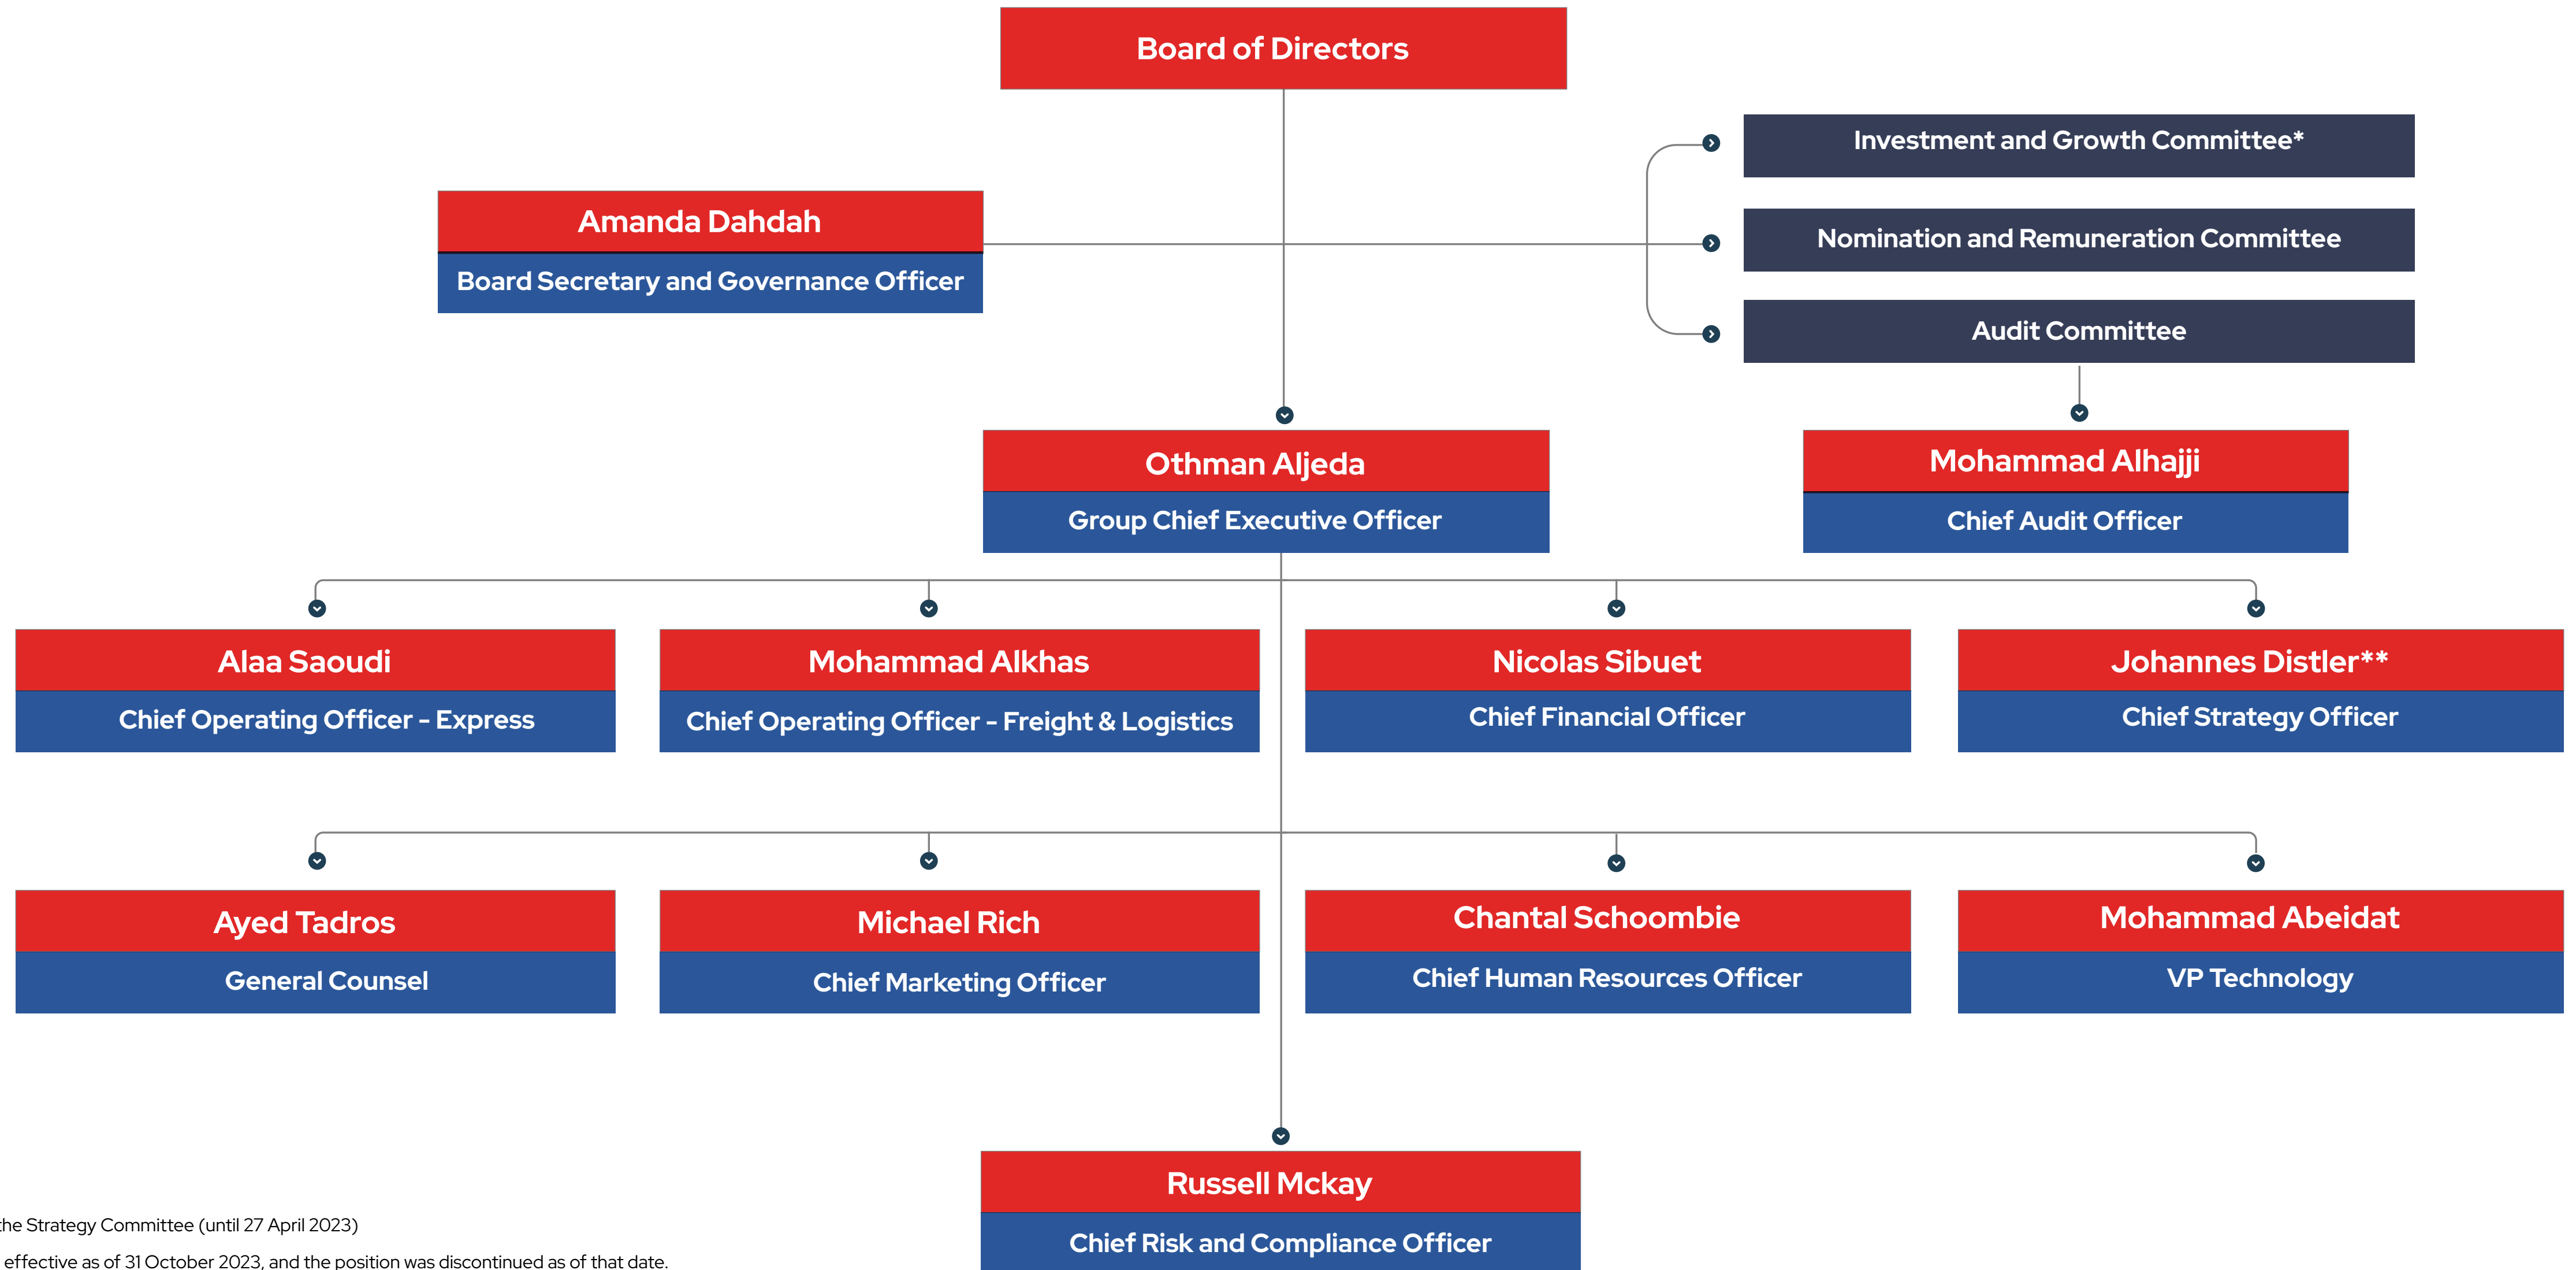 Board of Directors
Investment and Growth Committee*
Amanda Dahdah
Board Secretary and Governance Officer
Nomination and Remuneration Committee
Audit Committee
Othman Aljeda
Group Chief Executive Officer
Mohammad Alhajji
Chief Audit Officer
Alaa Saoudi
Chief Operating Officer - Express
Mohammad Alkhas
Chief Operating Officer - Freight & Logistics
Nicolas Sibuet
Chief Financial Officer
Johannes Distler**
Chief Strategy Officer
Ayed Tadros
General Counsel
Michael Rich
Chief Marketing Officer
Chantal Schoombie
Chief Human Resources Officer
Mohammad Abeidat
VP Technology
Russell Mckay
Chief Risk and Compliance Officer
the Strategy Committee (until 27 April 2023)
effective as of 31 October 2023, and the position was discontinued as of that date.